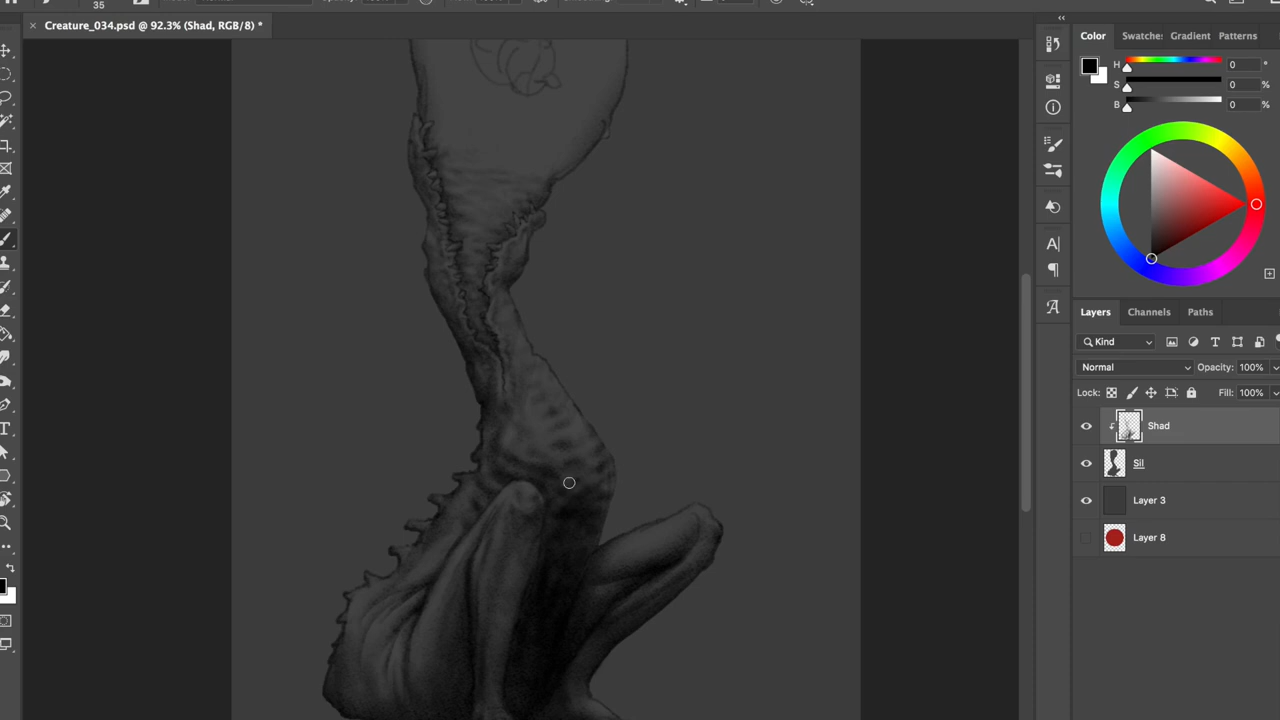 35
Creature_034.psd @ 92.3% (Shad, RGB/8) *
Color Swatche: Gradient Patterns
H 0 °
S 0 %
B 0 %
Layers Channels Paths
Kind
Normal Opacity: 100%
Lock: Fill: 100%
Shad
Sil
Layer 3
Layer 8